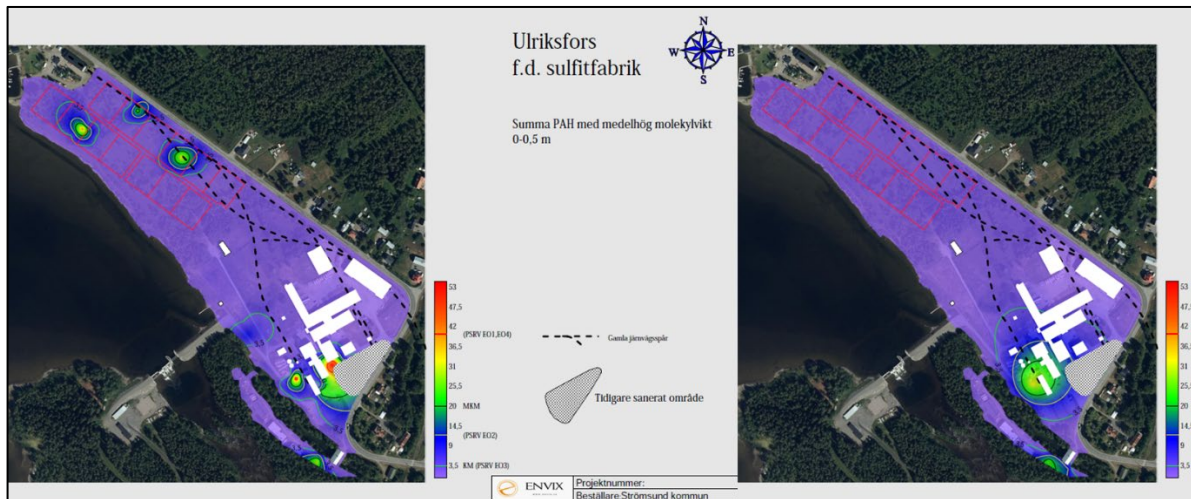 Ulriksfors
f.d. sulfitfabrik
N
W E
S
Summa PAH med medelhög molekylvikt
0-0,5 m
53
47,5
42 (PSRV EO1,EO4)
36,5
31
25,5
20 MKM
14,5
9 (PSRV EO2)
3,5 KM (PSRV EO3)
Gamla järnvägsspår
Tidigare sanerat område
ENVIX
Projektnummer:
Beställare Strömsund kommun
53
47,5
42
36,5
31
25,5
20
14,5
9
3,5